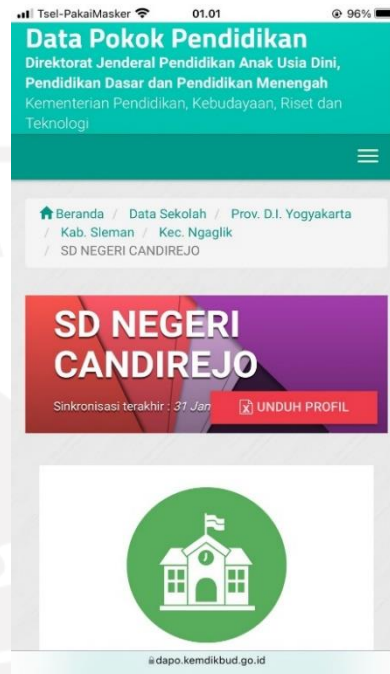 Tsel-PakaiMasker 01.01 96%
Data Pokok Pendidikan
Direktorat Jenderal Pendidikan Anak Usia Dini,
Pendidikan Dasar dan Pendidikan Menengah
Kementerian Pendidikan, Kebudayaan, Riset dan
Teknologi
Beranda / Data Sekolah / Prov. D.I. Yogyakarta
/ Kab. Sleman / Kec. Ngaglik
/ SD NEGERI CANDIREJO
SD NEGERI
CANDIREJO
Sinkronisasi terakhir : 31 Jan
UNDUH PROFIL
dapo.kemdikbud.go.id